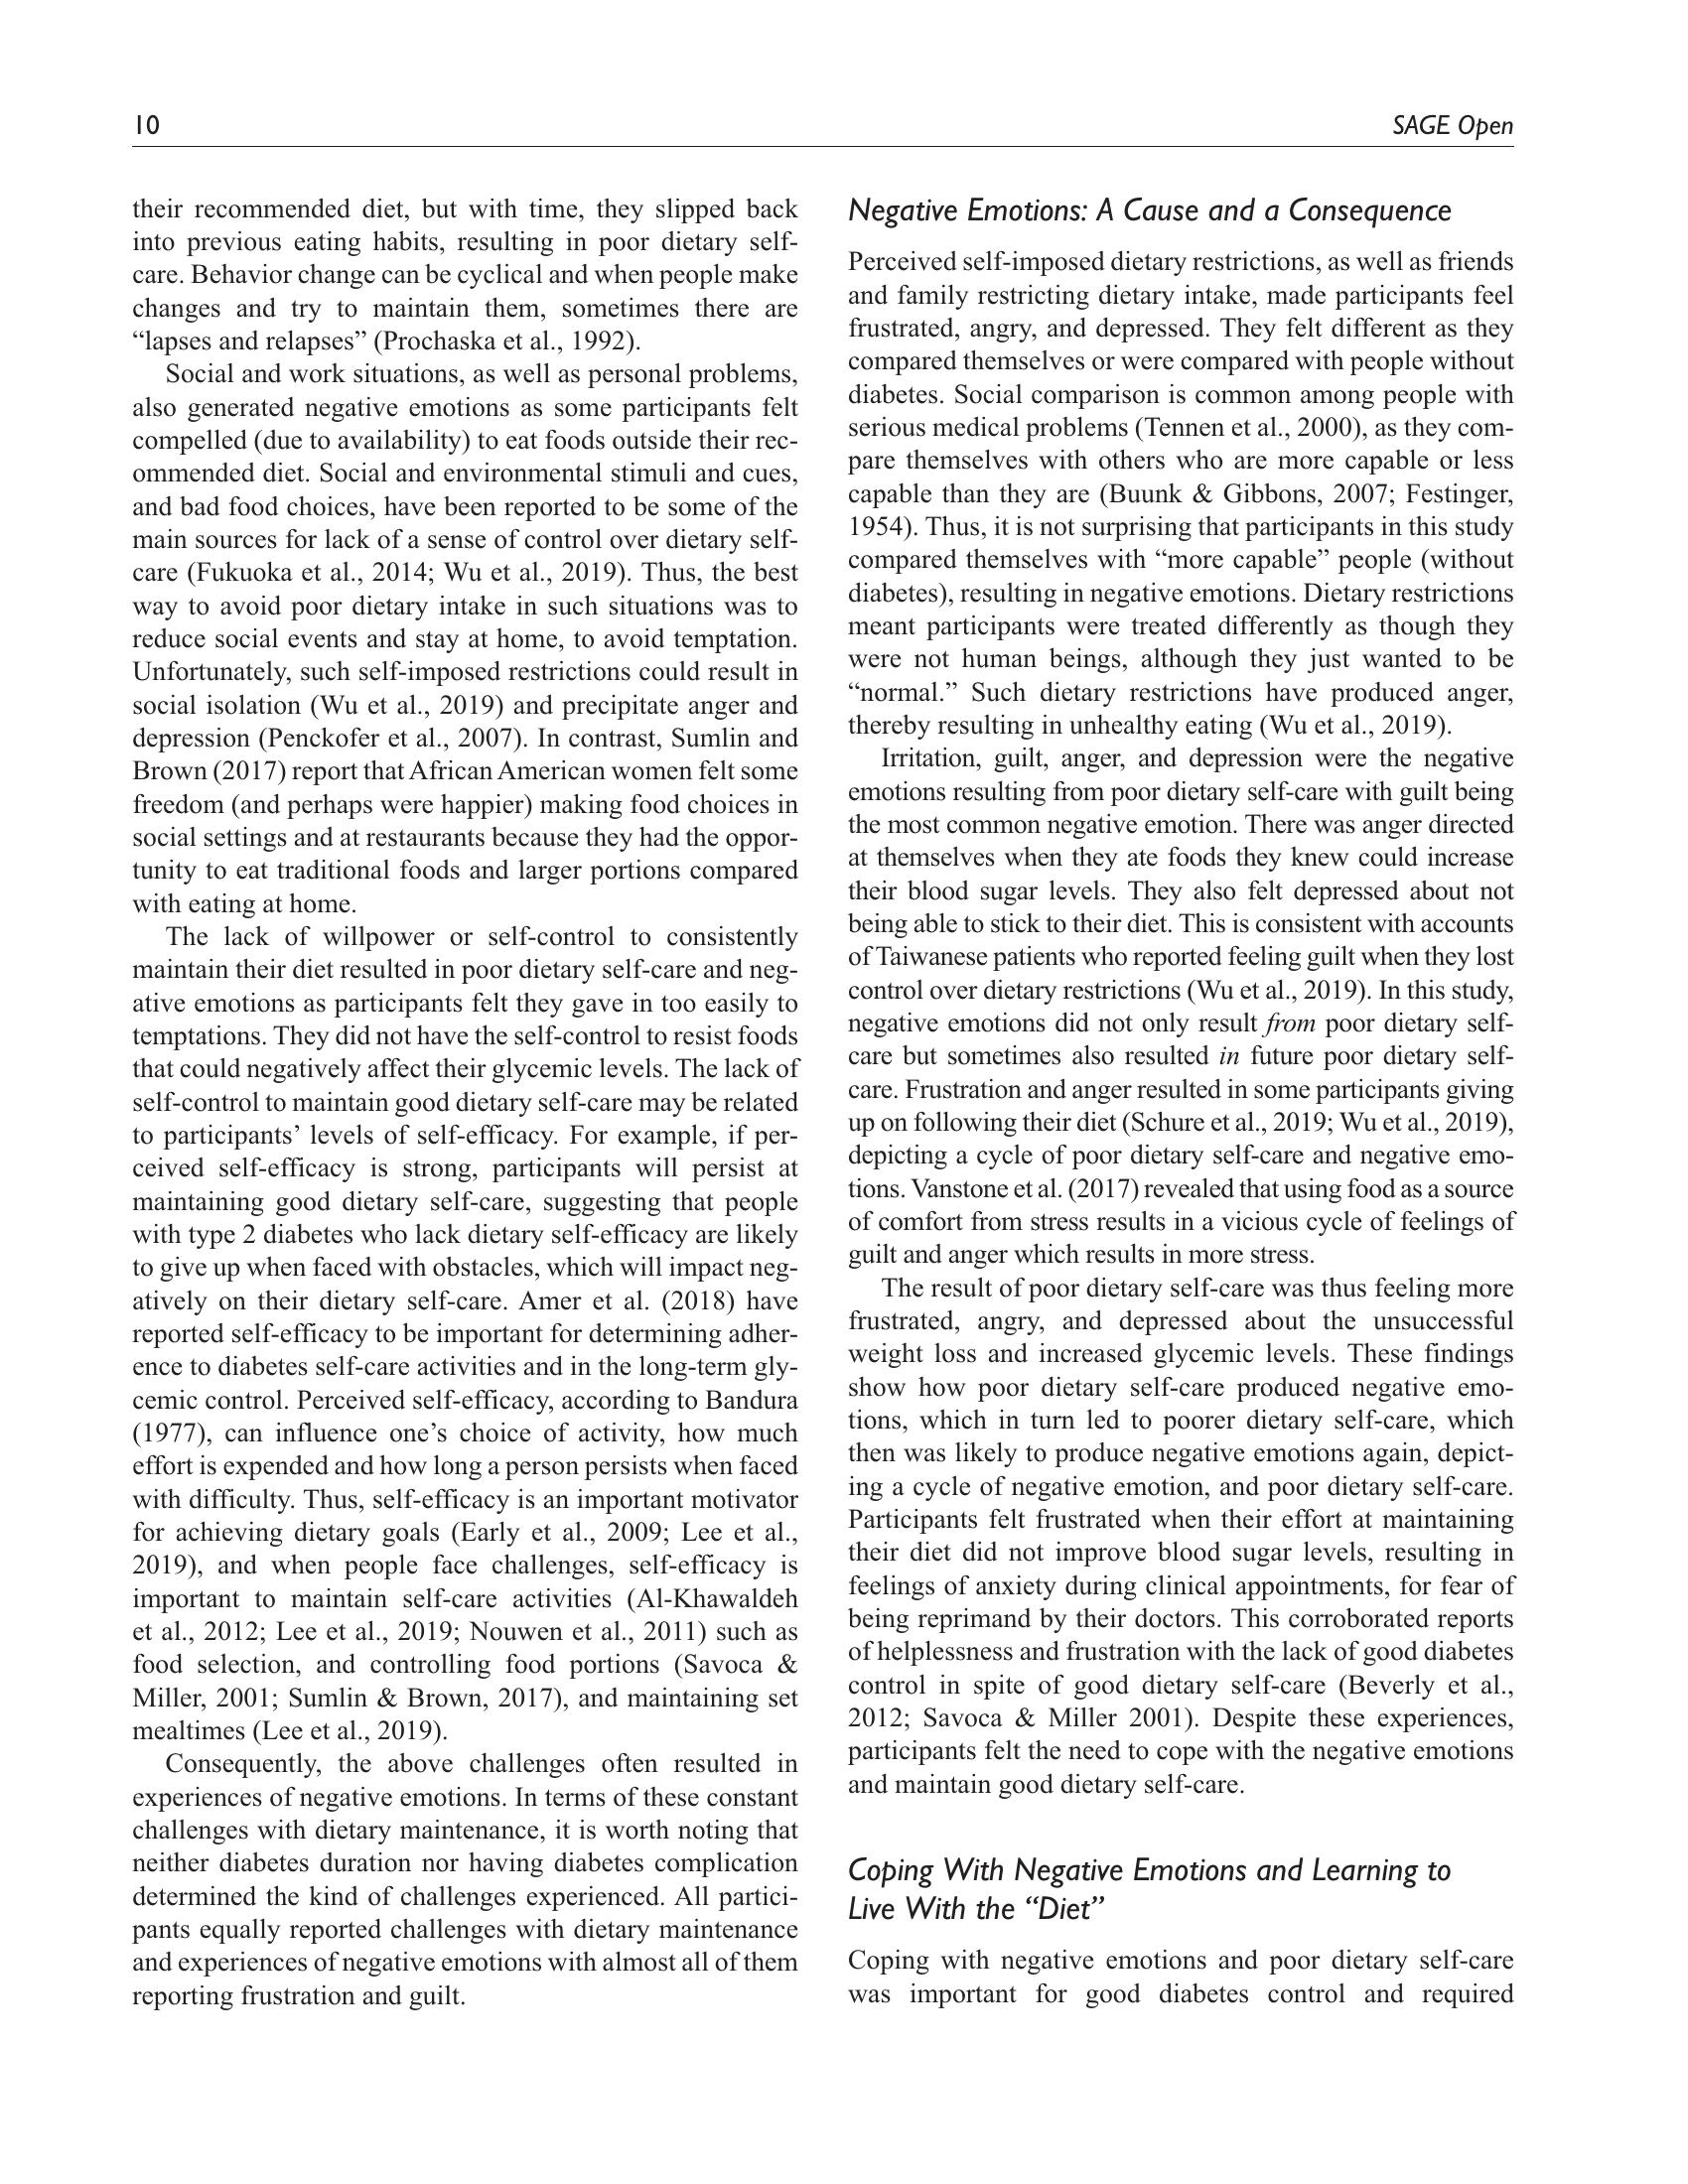 10
SAGE Open
their recommended diet, but with time, they slipped back
into previous eating habits, resulting in poor dietary self-
care. Behavior change can be cyclical and when people make
changes and try to maintain them, sometimes there are
“lapses and relapses” (Prochaska et al., 1992).
Social and work situations, as well as personal problems,
also generated negative emotions as some participants felt
compelled (due to availability) to eat foods outside their rec-
ommended diet. Social and environmental stimuli and cues,
and bad food choices, have been reported to be some of the
main sources for lack of a sense of control over dietary self-
care (Fukuoka et al., 2014; Wu et al., 2019). Thus, the best
way to avoid poor dietary intake in such situations was to
reduce social events and stay at home, to avoid temptation.
Unfortunately, such self-imposed restrictions could result in
social isolation (Wu et al., 2019) and precipitate anger and
depression (Penckofer et al., 2007). In contrast, Sumlin and
Brown (2017) report that African American women felt some
freedom (and perhaps were happier) making food choices in
social settings and at restaurants because they had the oppor-
tunity to eat traditional foods and larger portions compared
with eating at home.
The lack of willpower or self-control to consistently
maintain their diet resulted in poor dietary self-care and neg-
ative emotions as participants felt they gave in too easily to
temptations. They did not have the self-control to resist foods
that could negatively affect their glycemic levels. The lack of
self-control to maintain good dietary self-care may be related
to participants’ levels of self-efficacy. For example, if per-
ceived self-efficacy is strong, participants will persist at
maintaining good dietary self-care, suggesting that people
with type 2 diabetes who lack dietary self-efficacy are likely
to give up when faced with obstacles, which will impact neg-
atively on their dietary self-care. Amer et al. (2018) have
reported self-efficacy to be important for determining adher-
ence to diabetes self-care activities and in the long-term gly-
cemic control. Perceived self-efficacy, according to Bandura
(1977), can influence one’s choice of activity, how much
effort is expended and how long a person persists when faced
with difficulty. Thus, self-efficacy is an important motivator
for achieving dietary goals (Early et al., 2009; Lee et al.,
2019), and when people face challenges, self-efficacy is
important to maintain self-care activities (Al-Khawaldeh
et al., 2012; Lee et al., 2019; Nouwen et al., 2011) such as
food selection, and controlling food portions (Savoca &
Miller, 2001; Sumlin & Brown, 2017), and maintaining set
mealtimes (Lee et al., 2019).
Consequently, the above challenges often resulted in
experiences of negative emotions. In terms of these constant
challenges with dietary maintenance, it is worth noting that
neither diabetes duration nor having diabetes complication
determined the kind of challenges experienced. All partici-
pants equally reported challenges with dietary maintenance
and experiences of negative emotions with almost all of them
reporting frustration and guilt.
Negative Emotions: A Cause and a Consequence
Perceived self-imposed dietary restrictions, as well as friends
and family restricting dietary intake, made participants feel
frustrated, angry, and depressed. They felt different as they
compared themselves or were compared with people without
diabetes. Social comparison is common among people with
serious medical problems (Tennen et al., 2000), as they com-
pare themselves with others who are more capable or less
capable than they are (Buunk & Gibbons, 2007; Festinger,
1954). Thus, it is not surprising that participants in this study
compared themselves with “more capable” people (without
diabetes), resulting in negative emotions. Dietary restrictions
meant participants were treated differently as though they
were not human beings, although they just wanted to be
“normal.” Such dietary restrictions have produced anger,
thereby resulting in unhealthy eating (Wu et al., 2019).
Irritation, guilt, anger, and depression were the negative
emotions resulting from poor dietary self-care with guilt being
the most common negative emotion. There was anger directed
at themselves when they ate foods they knew could increase
their blood sugar levels. They also felt depressed about not
being able to stick to their diet. This is consistent with accounts
of Taiwanese patients who reported feeling guilt when they lost
control over dietary restrictions (Wu et al., 2019). In this study,
negative emotions did not only result from poor dietary self-
care but sometimes also resulted in future poor dietary self-
care. Frustration and anger resulted in some participants giving
up on following their diet (Schure et al., 2019; Wu et al., 2019),
depicting a cycle of poor dietary self-care and negative emo-
tions. Vanstone et al. (2017) revealed that using food as a source
of comfort from stress results in a vicious cycle of feelings of
guilt and anger which results in more stress.
The result of poor dietary self-care was thus feeling more
frustrated, angry, and depressed about the unsuccessful
weight loss and increased glycemic levels. These findings
show how poor dietary self-care produced negative emo-
tions, which in turn led to poorer dietary self-care, which
then was likely to produce negative emotions again, depict-
ing a cycle of negative emotion, and poor dietary self-care.
Participants felt frustrated when their effort at maintaining
their diet did not improve blood sugar levels, resulting in
feelings of anxiety during clinical appointments, for fear of
being reprimand by their doctors. This corroborated reports
of helplessness and frustration with the lack of good diabetes
control in spite of good dietary self-care (Beverly et al.,
2012; Savoca & Miller 2001). Despite these experiences,
participants felt the need to cope with the negative emotions
and maintain good dietary self-care.
Coping With Negative Emotions and Learning to
Live With the “Diet”
Coping with negative emotions and poor dietary self-care
was important for good diabetes control and required